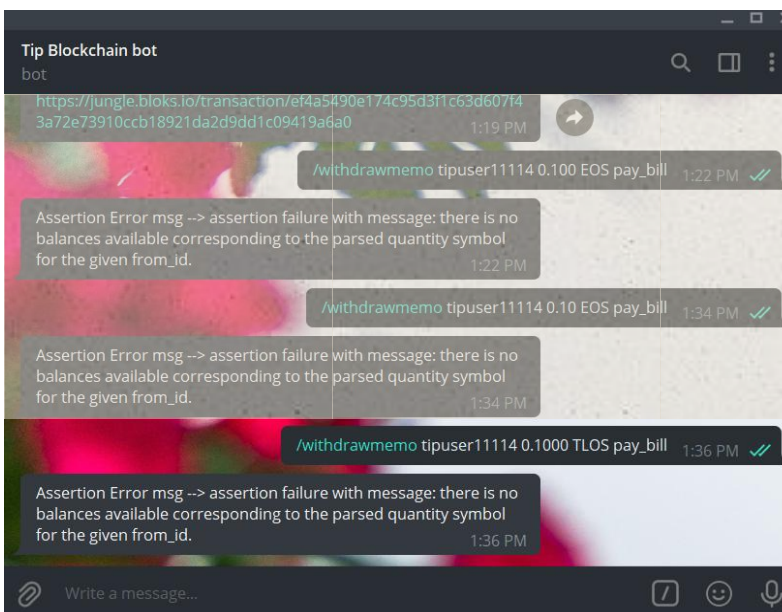 Tip Blockchain bot
bot
https://jungle.bloks.io/transaction/ef4a5490e174c95d3f1c63d607f4
3a72e73910ccb18921da2d9dd1c09419a6a0
1:19 PM
/withdrawmemo tipuser11114 0.100 EOS pay_bill 1:22 PM
Assertion Error msg --> assertion failure with message: there is no
balances available corresponding to the parsed quantity symbol
for the given from_id.
1:22 PM
/withdrawmemo tipuser11114 0.10 EOS pay_bill 1:34 PM
Assertion Error msg --> assertion failure with message: there is no
balances available corresponding to the parsed quantity symbol
for the given from_id.
1:34 PM
/withdrawmemo tipuser11114 0.1000 TLOS pay_bill 1:36 PM
Assertion Error msg --> assertion failure with message: there is no
balances available corresponding to the parsed quantity symbol
for the given from_id.
1:36 PM
Write a message...